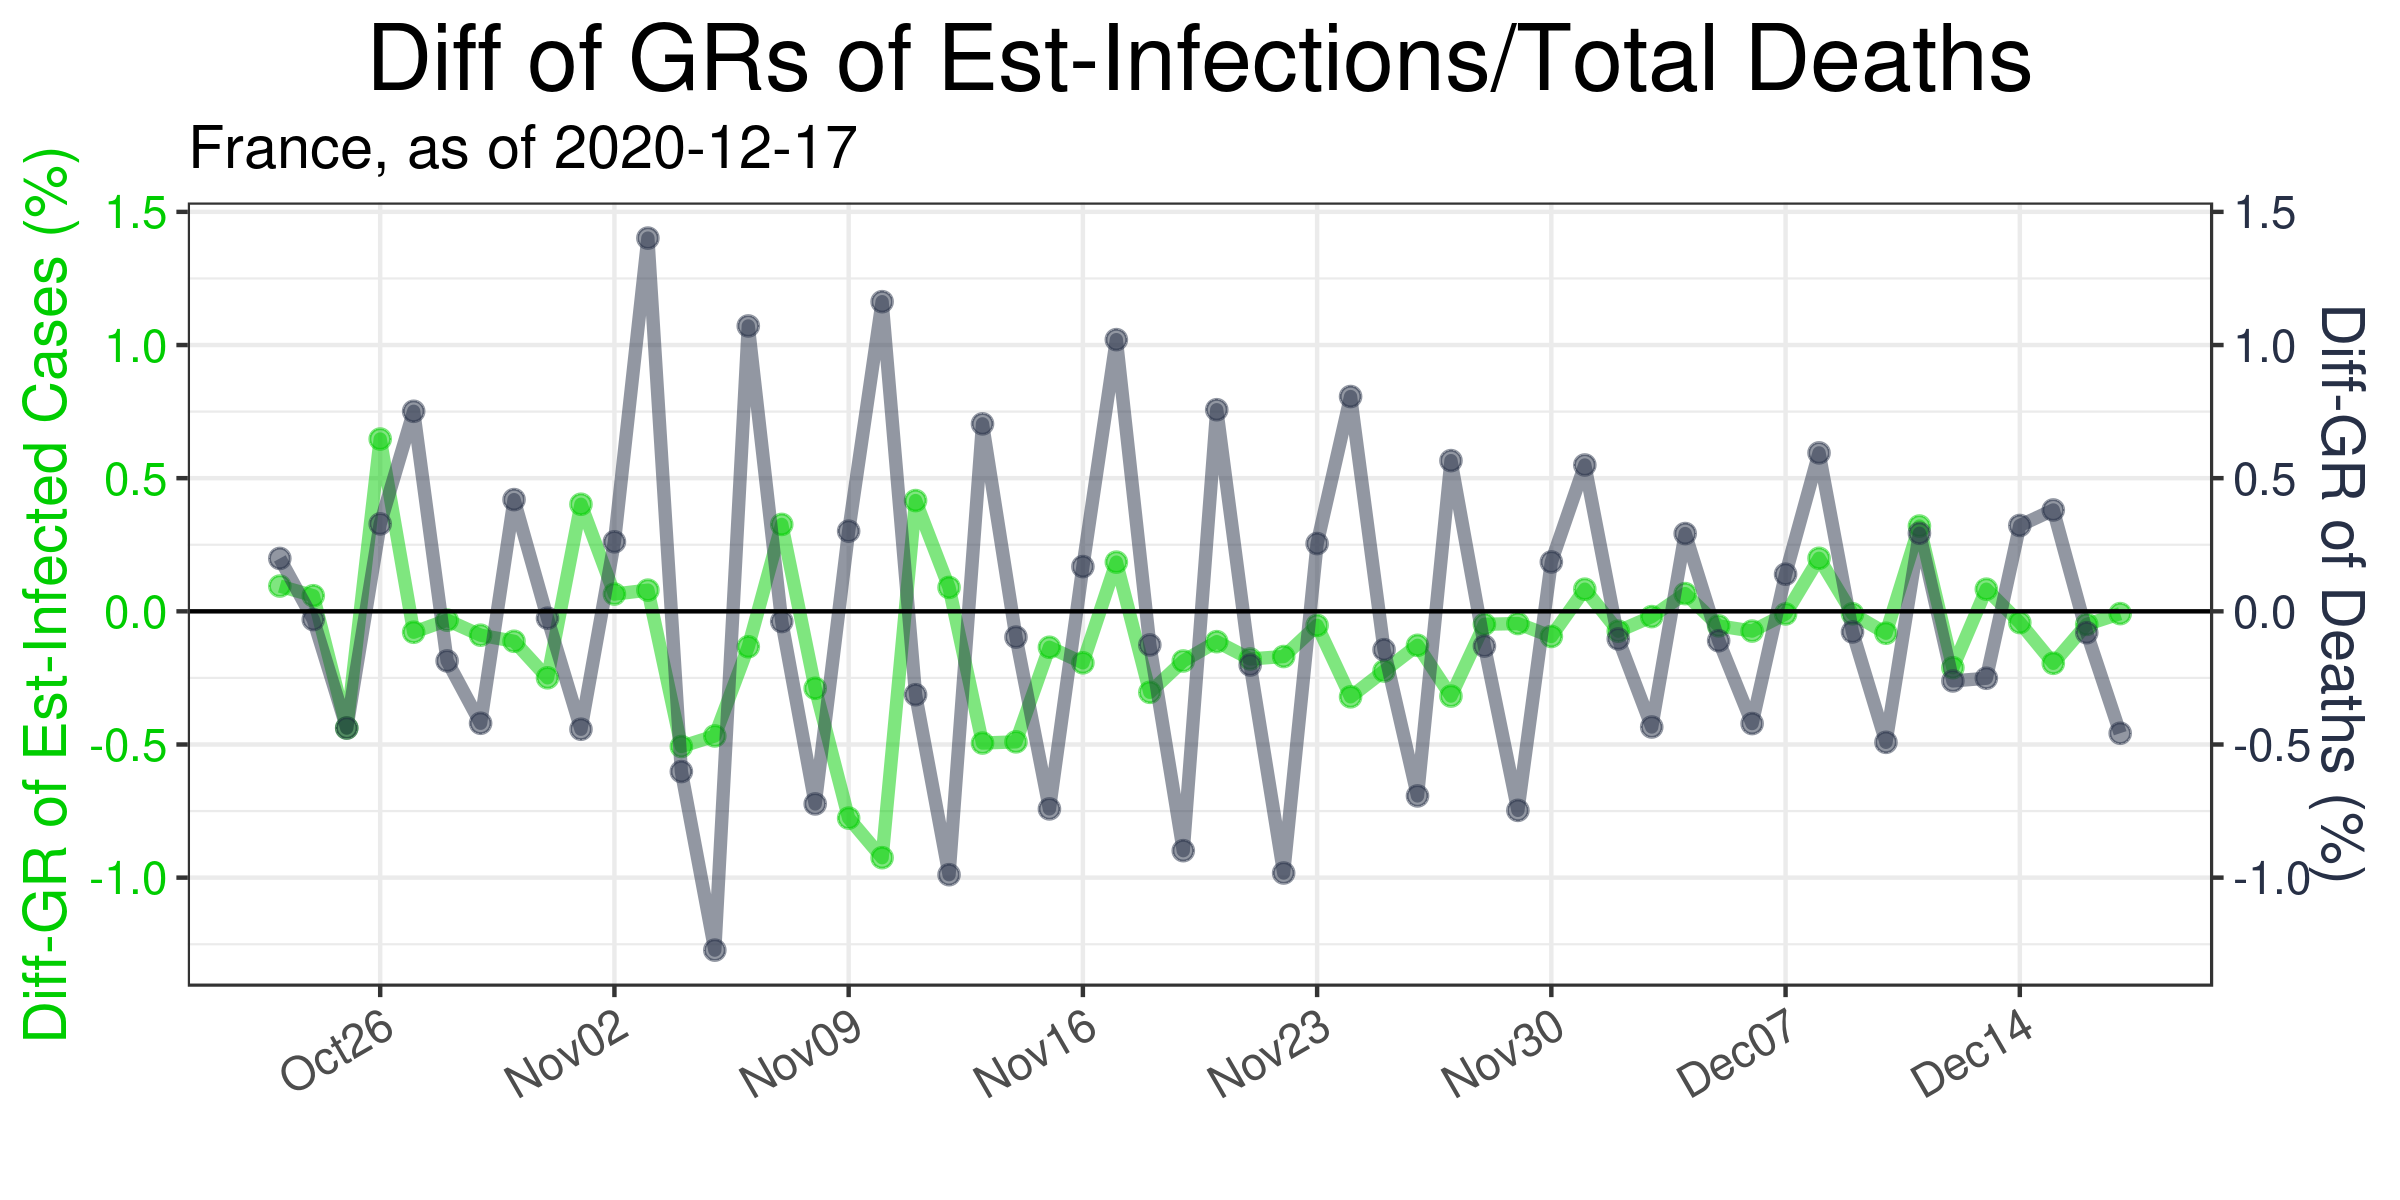 Diff of GRs of Est-Infections/Total Deaths
France, as of 2020-12-17
Diff-GR of Est-Infected Cases (%)
1.5
1.0
0.5
0.0
-0.5
-1.0
1.5
1.0
0.5
0.0
-0.5
-1.0
Diff-GR of Deaths (%)
Oct26
Nov02
Nov09
Nov16
Nov23
Nov30
Dec07
Dec14